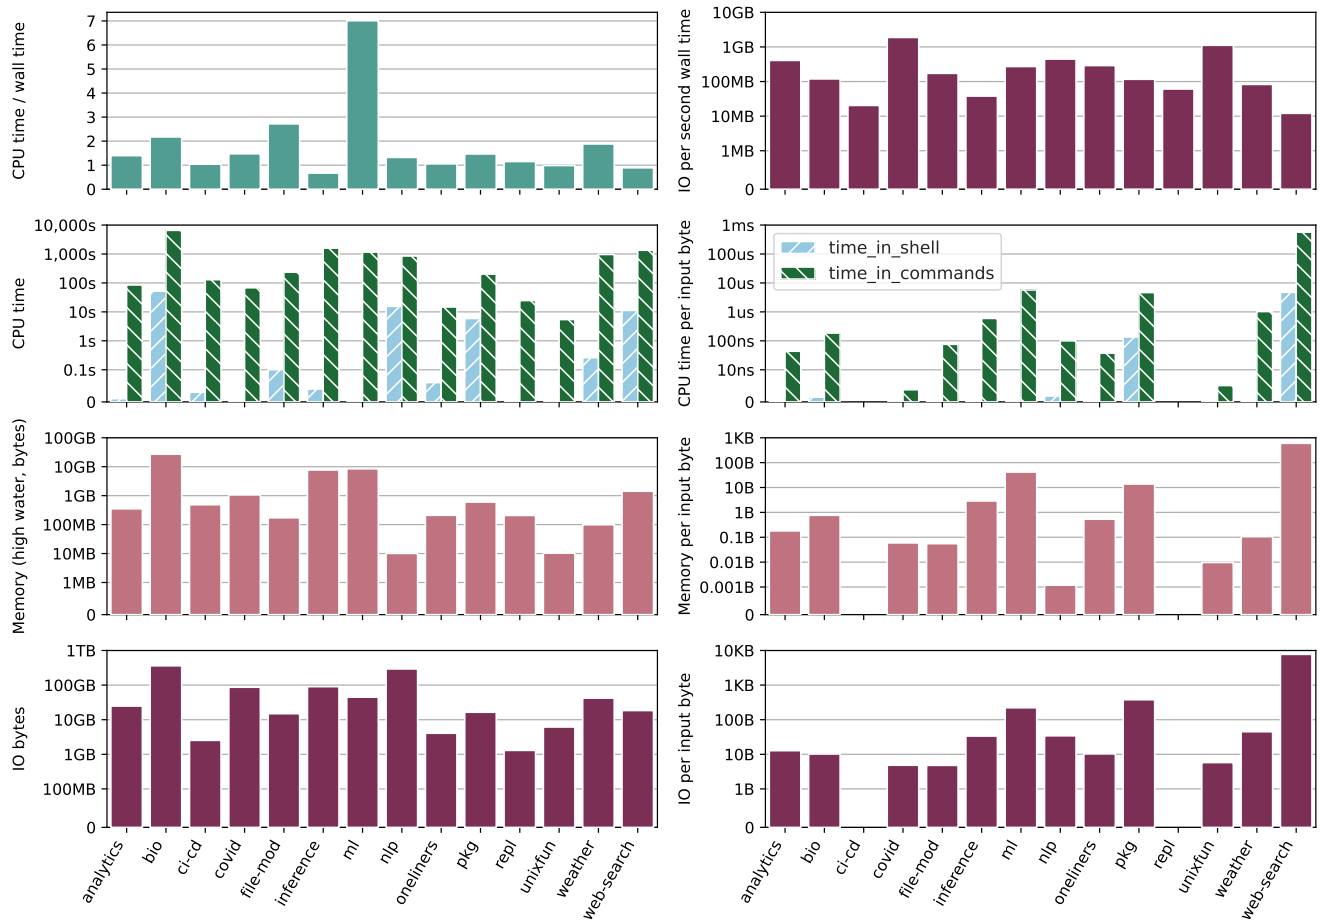 CPU time / wall time
7
6
5
4
3
2
1
0
IO per second wall time
10GB
1GB
100MB
10MB
1MB
0
CPU time
10,000s
1,000s
100s
10s
1s
0.1s
0
CPU time per input byte
1ms
100us
10us
1us
100ns
10ns
0
time_in_shell
time_in_commands
Memory (high water, bytes)
100GB
10GB
1GB
100MB
10MB
1MB
0
Memory per input byte
1KB
100B
10B
1B
0.1B
0.01B
0.001B
0
IO bytes
1TB
100GB
10GB
1GB
100MB
0
analytics
bio
ci-cd
covid
file-mod
inference
ml
nlp
oneliners
pkg
repl
unixfun
weather
web-search
IO per input byte
10KB
1KB
100B
10B
1B
0
analytics
bio
ci-cd
covid
file-mod
inference
ml
nlp
oneliners
pkg
repl
unixfun
weather
web-search